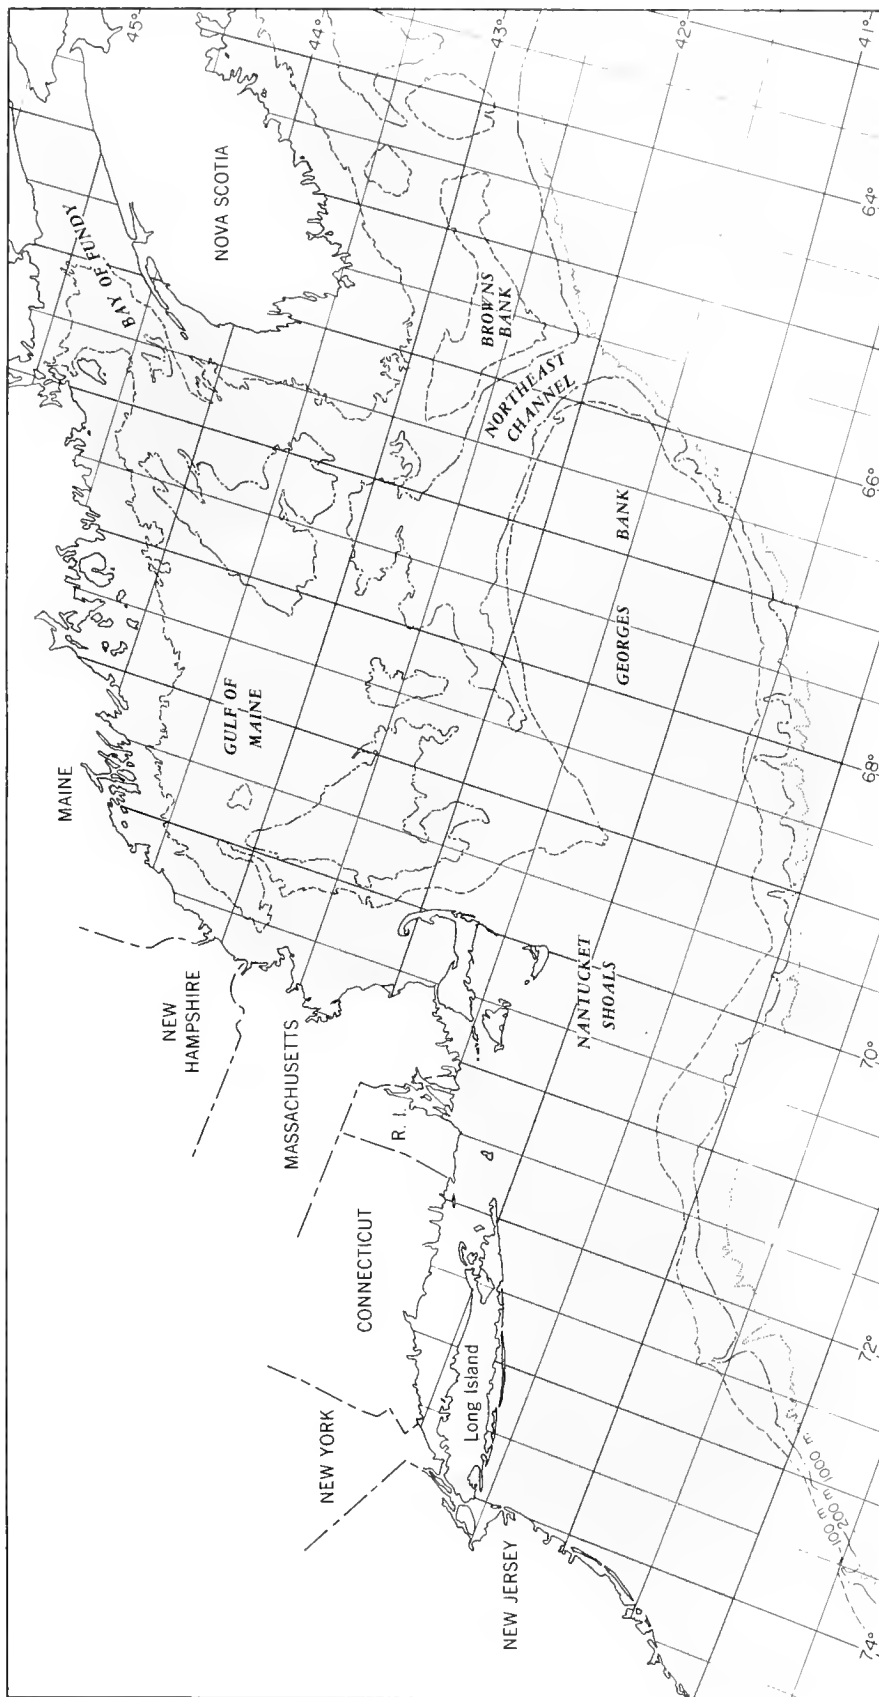 45°
44°
43°
42°
41°
NOVA SCOTIA
BAY OF FUNDY
BROWNS
BANK
NORTHEAST
CHANNEL
64°
66°
GEORGES BANK
GULF OF
MAINE
MAINE
68°
NEW
HAMPSHIRE
MASSACHUSETTS
NANTUCKET
SHOALS
R. I.
70°
CONNECTICUT
Long Island
NEW YORK
72°
NEW JERSEY
100 m
200 m
1000 m
74°